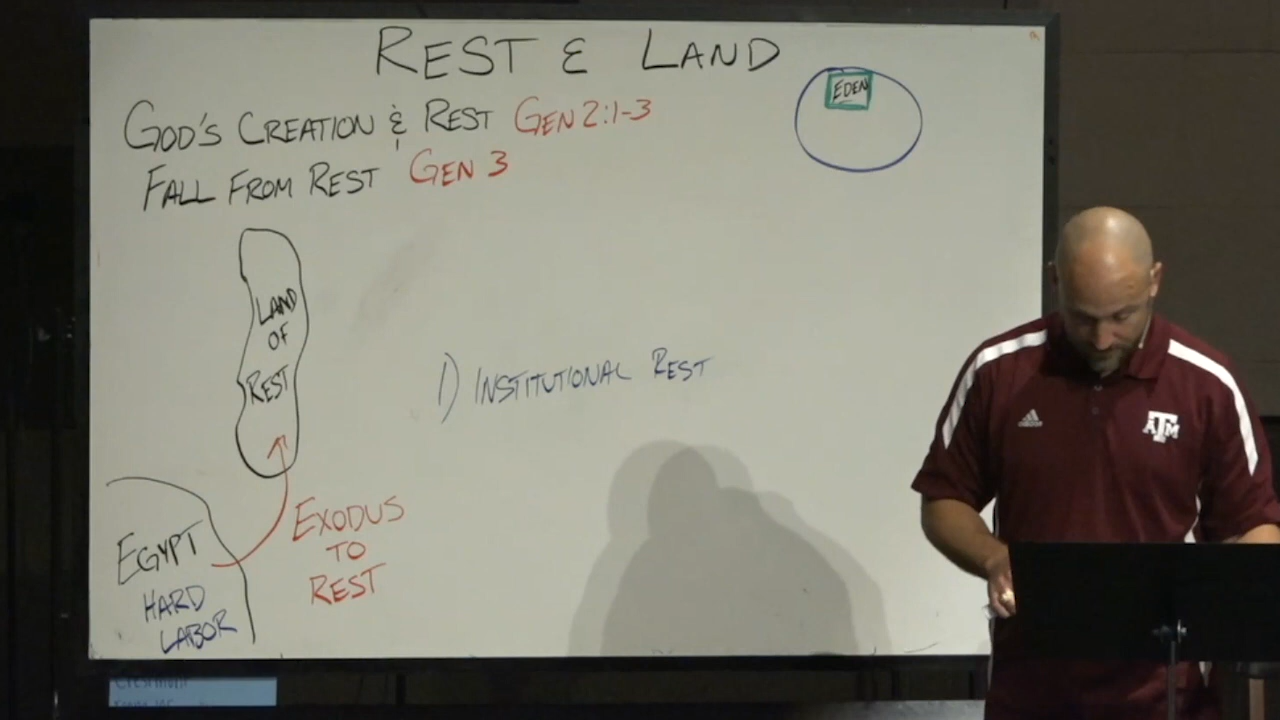 REST & LAND
EDEN
GOD'S CREATION & REST GEN 2:1-3
FALL FROM REST GEN 3
LAND
OF
REST
1) INSTITUTIONAL REST
EXODUS
TO
REST
EGYPT
HARD
LABOR
adidas
ATM